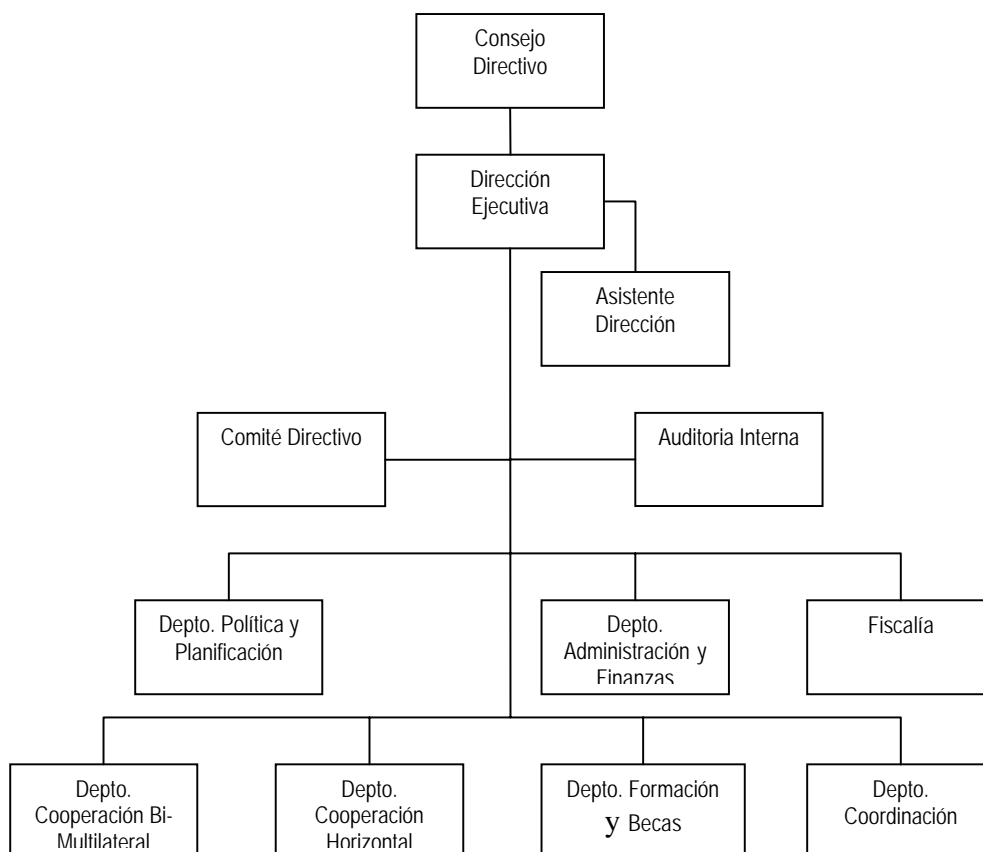 Consejo
Directivo
Dirección
Ejecutiva
Asistente
Dirección
Comité Directivo
Auditoria Interna
Depto. Política y
Planificación
Depto.
Administración y
Finanzas
Fiscalía
Depto.
Cooperación Bi-
Multilateral
Depto.
Cooperación
Horizontal
Depto. Formación
y Becas
Depto.
Coordinación